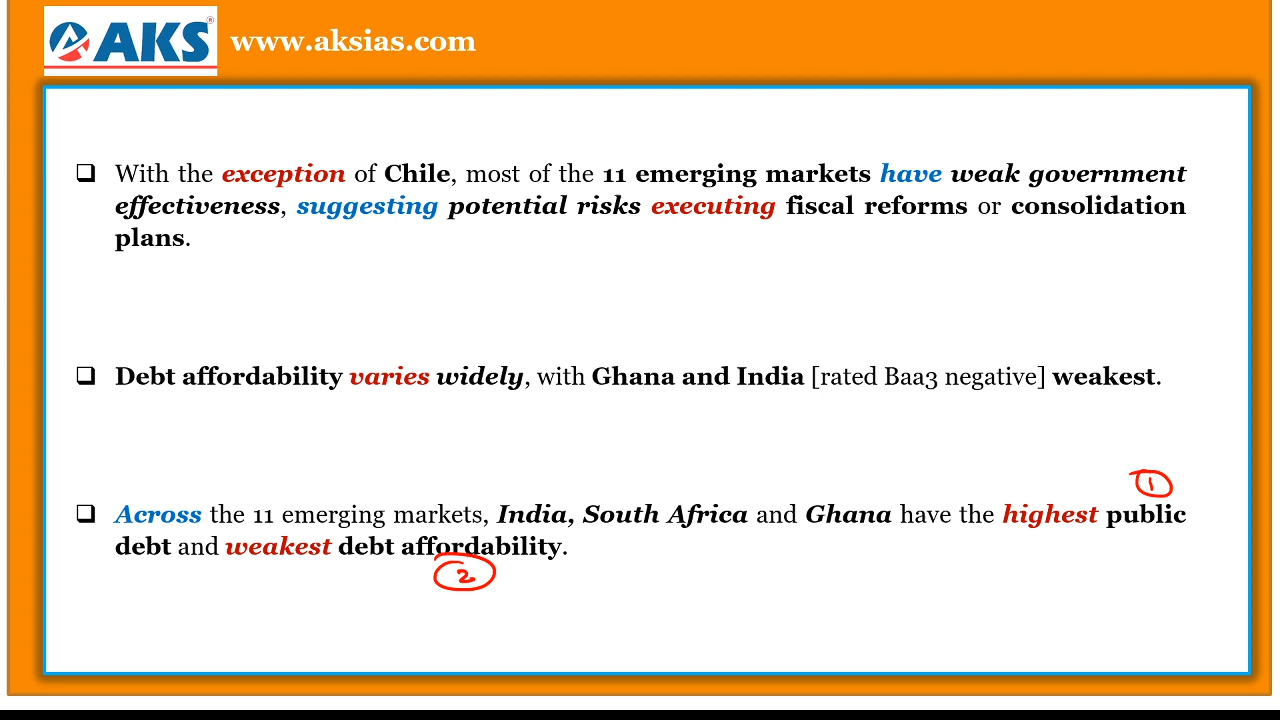 AKS® www.aksias.com
❑ With the exception of Chile, most of the 11 emerging markets have weak government
effectiveness, suggesting potential risks executing fiscal reforms or consolidation
plans.
❑ Debt affordability varies widely, with Ghana and India [rated Baa3 negative] weakest.
1
❑ Across the 11 emerging markets, India, South Africa and Ghana have the highest public
debt and weakest debt affordability.
2